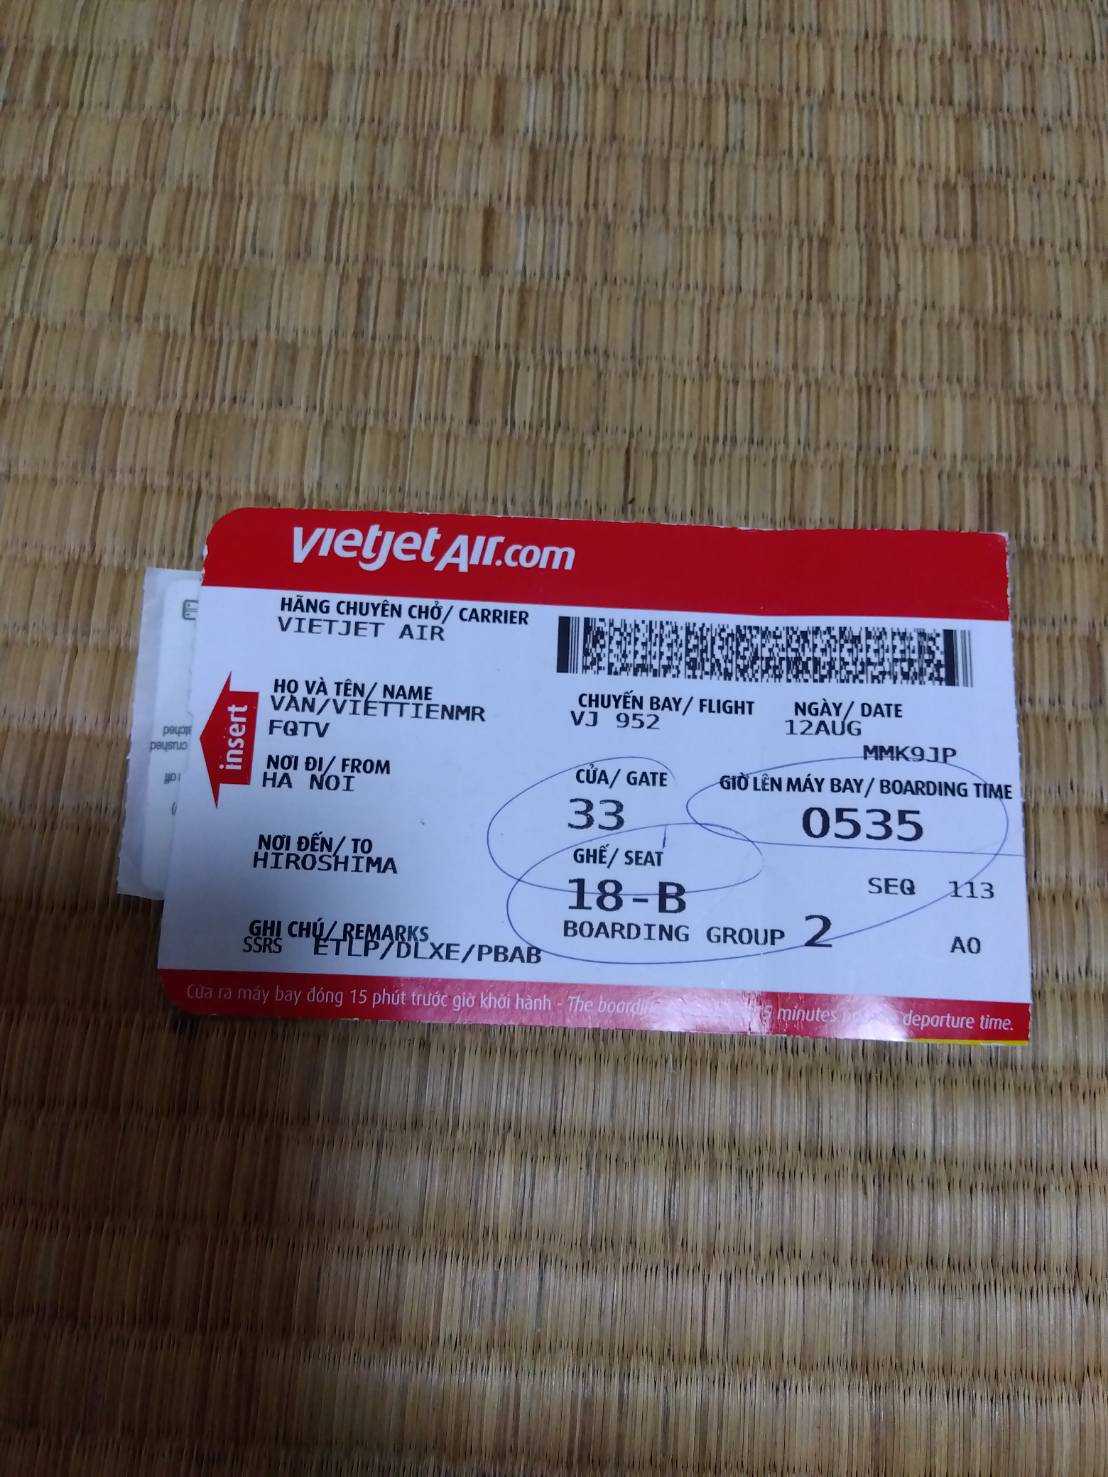 vietjetAir.com
HÃNG CHUYÊN CHỞ/ CARRIER
VIETJET AIR
HỌ VÀ TÊN/ NAME
VAN/VIETTIENMR
FQTV
CHUYẾN BAY/ FLIGHT
VJ 952
NGÀY/ DATE
12AUG
MMK9JP
NƠI ĐI/ FROM
HA NOI
CỬA/ GATE
33
GIỜ LÊN MÁY BAY/ BOARDING TIME
0535
NƠI ĐẾN/ TO
HIROSHIMA
GHẾ/ SEAT
18-B
SEQ 113
BOARDING GROUP 2
A0
GHI CHÚ/ REMARKS
SSRS ETLP/DLXE/PBAB
insert
Cửa ra máy bay đóng 15 phút trước giờ khởi hành - The minutes departure time.
crushed